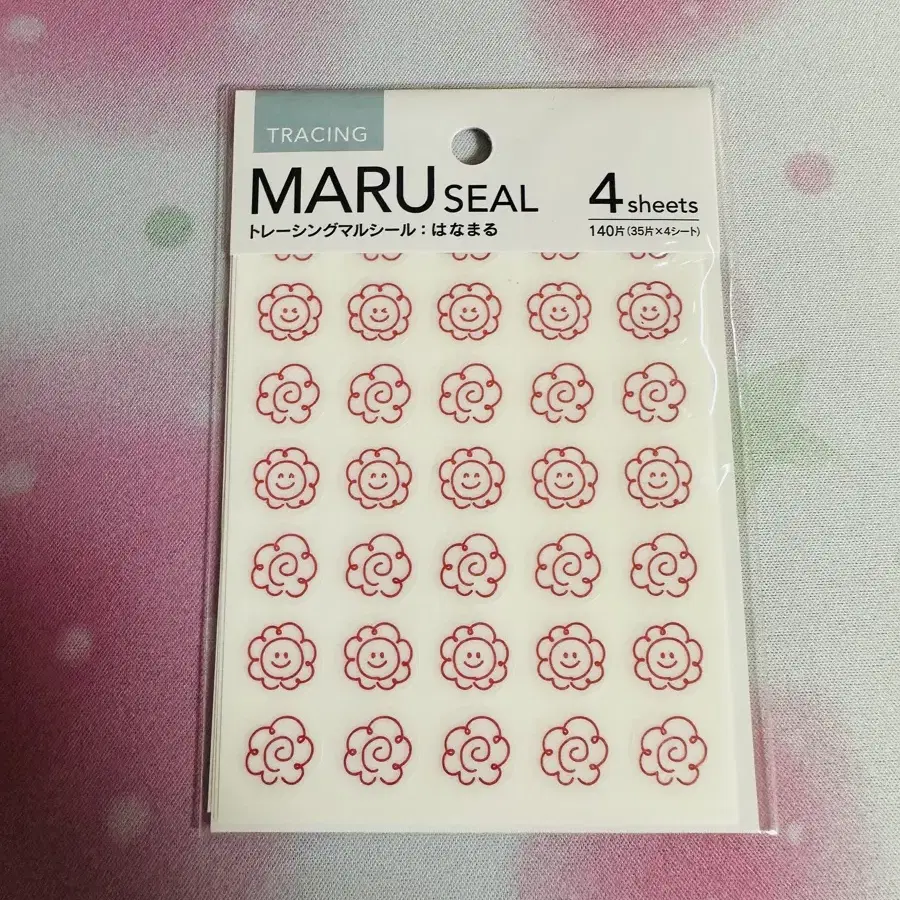 TRACING
MARU SEAL
4 sheets
トレーシングマルシール：はなまる
140片（35片×4シート）